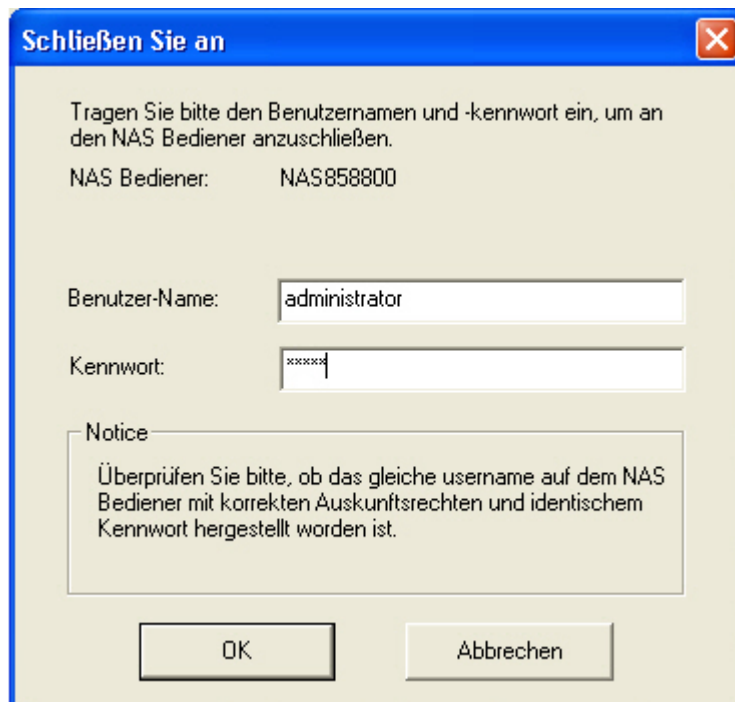 Schließen Sie an
Tragen Sie bitte den Benutzernamen und -kennwort ein, um an
den NAS Bediener anzuschließen.
NAS Bediener: NAS858800
Benutzer-Name: administrator
Kennwort: *****
Notice
Überprüfen Sie bitte, ob das gleiche username auf dem NAS
Bediener mit korrekten Auskunftsrechten und identischem
Kennwort hergestellt worden ist.
OK Abbrechen